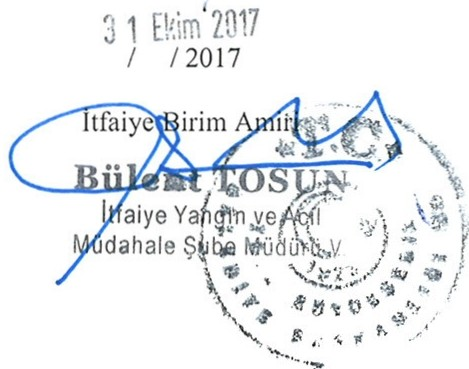 31 Ekim 2017
/ / 2017
İtfaiye Birim Amiri
Bülent TOSUN
İtfaiye Yangın ve Acil
Müdahale Şube Müdürü V.
T.C.